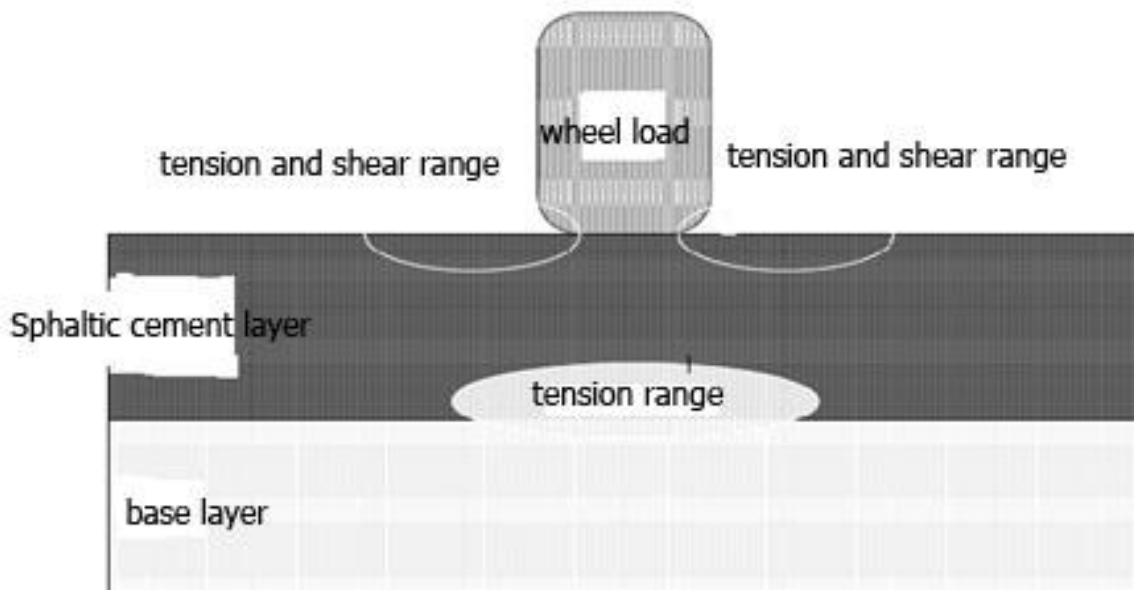 wheel load
tension and shear range
tension and shear range
Sphaltic cement layer
tension range
base layer